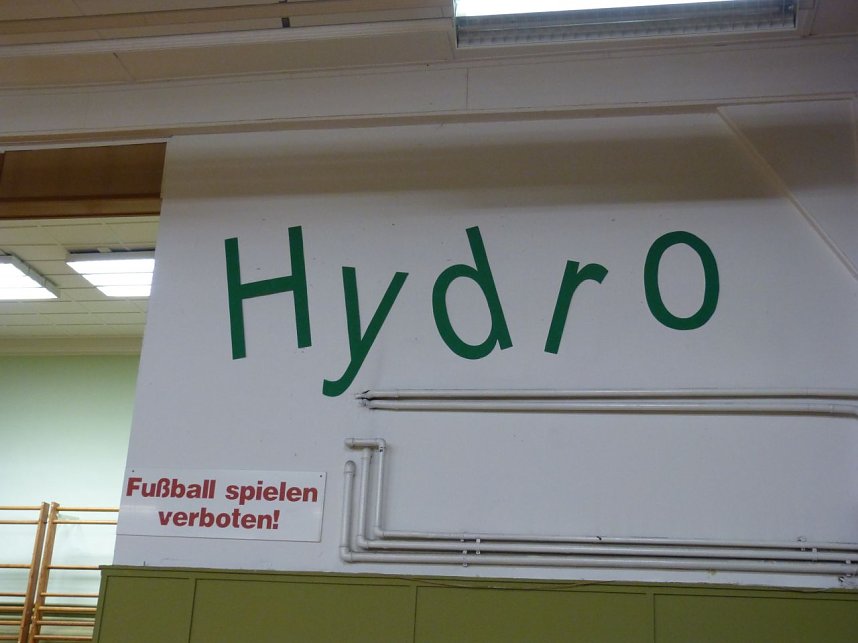 Hydro
Fußball spielen
verboten!